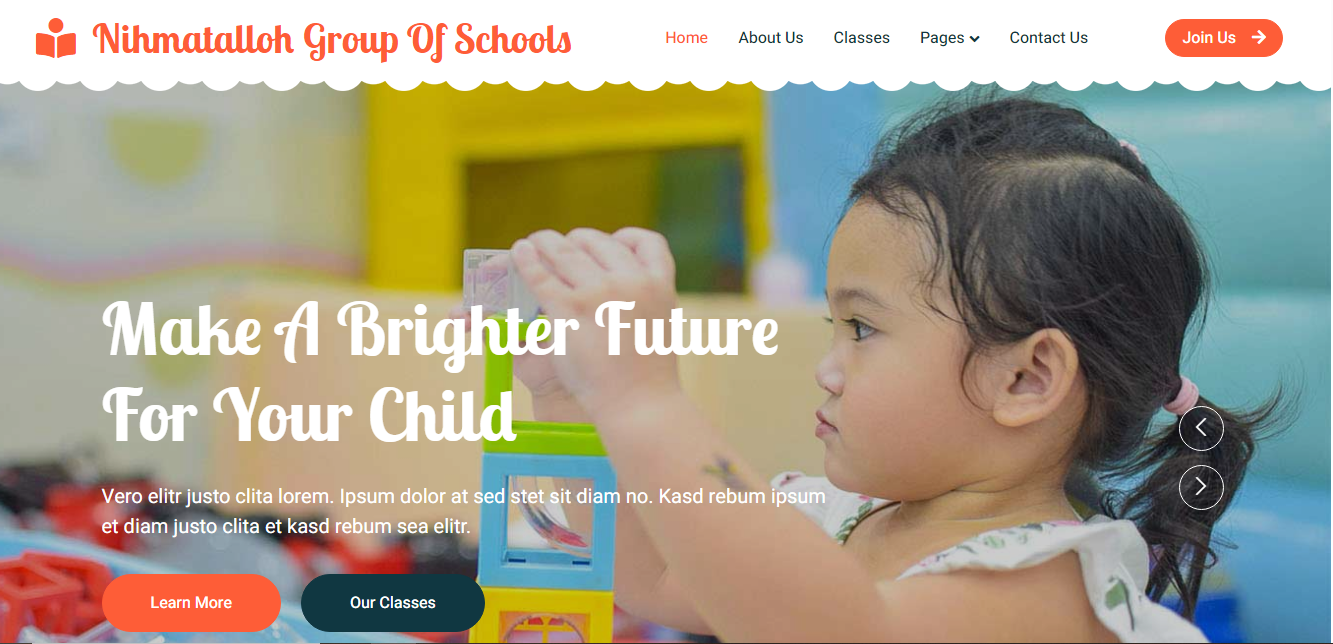 Nihmatalloh Group Of Schools
Home About Us Classes Pages Contact Us Join Us
Make A Brighter Future
For Your Child
Vero elitr justo clita lorem. Ipsum dolor at sed stet sit diam no. Kasd rebum ipsum
et diam justo clita et kasd rebum sea elitr.
Learn More Our Classes